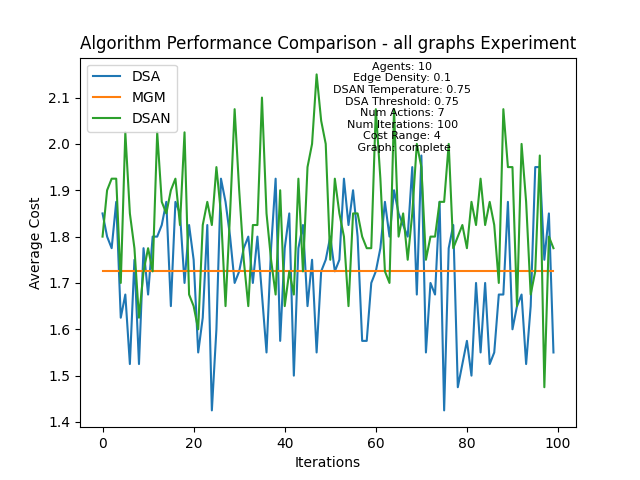 Algorithm Performance Comparison - all graphs Experiment
DSA
MGM
DSAN
Agents: 10
Edge Density: 0.1
DSAN Temperature: 0.75
DSA Threshold: 0.75
Num Actions: 7
Num Iterations: 100
Cost Range: 4
Graph: complete
Average Cost
2.1
2.0
1.9
1.8
1.7
1.6
1.5
1.4
0
20
40
60
80
100
Iterations